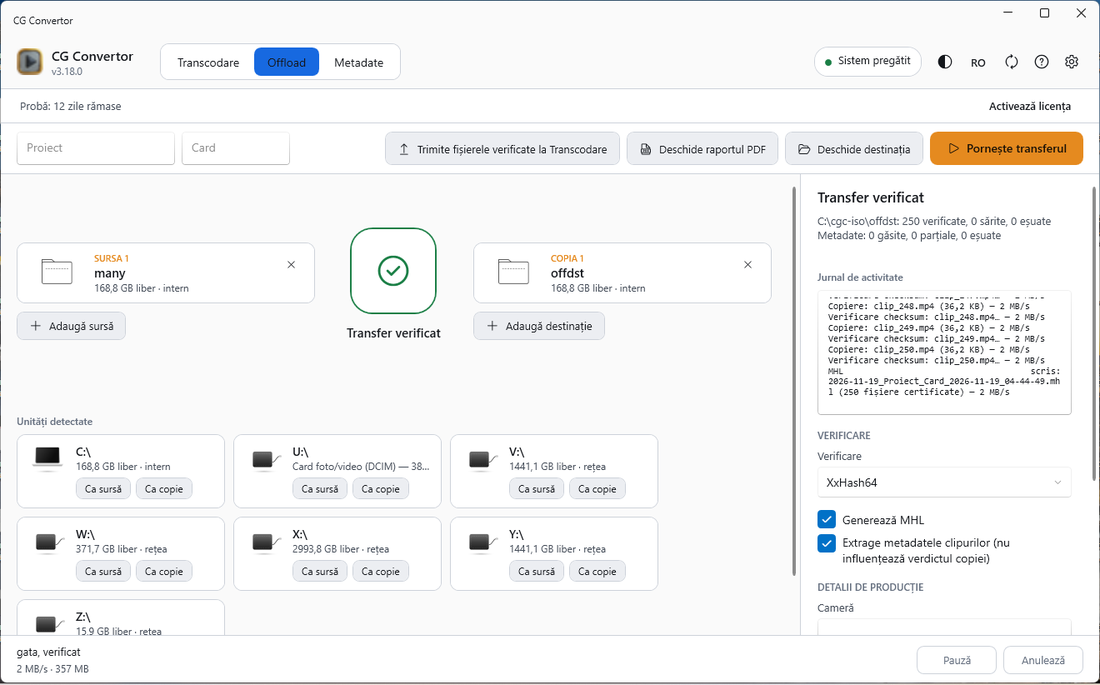 CG Convertor
CG Convertor
v3.18.0
Transcodare
Offload
Metadate
Sistem pregătit
RO
Probă: 12 zile rămase
Activează licența
Proiect
Card
Trimite fișierele verificate la Transcodare
Deschide raportul PDF
Deschide destinația
Pornește transferul
SURSA 1
many
168,8 GB liber · intern
Adaugă sursă
Transfer verificat
COPIA 1
offdst
168,8 GB liber · intern
Adaugă destinație
Unități detectate
C:\
168,8 GB liber · intern
Ca sursă
Ca copie
U:\
Card foto/video (DCIM) — 38...
Ca sursă
Ca copie
V:\
1441,1 GB liber · rețea
Ca sursă
Ca copie
W:\
371,7 GB liber · rețea
Ca sursă
Ca copie
X:\
2993,8 GB liber · rețea
Ca sursă
Ca copie
Y:\
1441,1 GB liber · rețea
Ca sursă
Ca copie
Z:\
15,9 GB liber · rețea
Transfer verificat
C:\cgc-iso\offdst: 250 verificate, 0 sărite, 0 eșuate
Metadate: 0 găsite, 0 parțiale, 0 eșuate
Jurnal de activitate
Copiere: clip_248.mp4 (36,2 KB) — 2 MB/s
Verificare checksum: clip_248.mp4… — 2 MB/s
Copiere: clip_249.mp4 (36,2 KB) — 2 MB/s
Verificare checksum: clip_249.mp4… — 2 MB/s
Copiere: clip_250.mp4 (36,2 KB) — 2 MB/s
Verificare checksum: clip_250.mp4… — 2 MB/s
MHL scris:
2026-11-19_Proiect_Card_2026-11-19_04-44-49.mh
l (250 fișiere certificate) — 2 MB/s
VERIFICARE
Verificare
XxHash64
Generează MHL
Extrage metadatele clipurilor (nu
influențează verdictul copiei)
DETALII DE PRODUCȚIE
Cameră
gata, verificat
2 MB/s · 357 MB
Pauză
Anulează